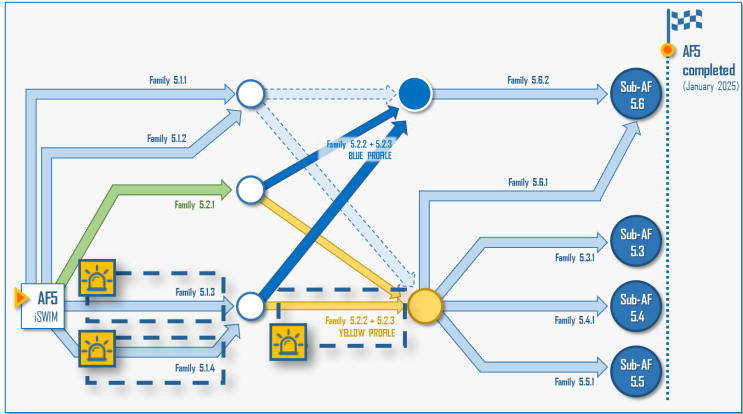 AF5
completed
(January 2025)
Family 5.1.1
Family 5.6.2
Sub-AF
5.6
Family 5.1.2
Family 5.2.2 + 5.2.3
BLUE PROFILE
Family 5.6.1
Family 5.2.1
Sub-AF
5.3
Family 5.3.1
AF5
iSWIM
Family 5.1.3
Sub-AF
5.4
Family 5.2.2 + 5.2.3
YELLOW PROFILE
Family 5.4.1
Family 5.1.4
Sub-AF
5.5
Family 5.5.1